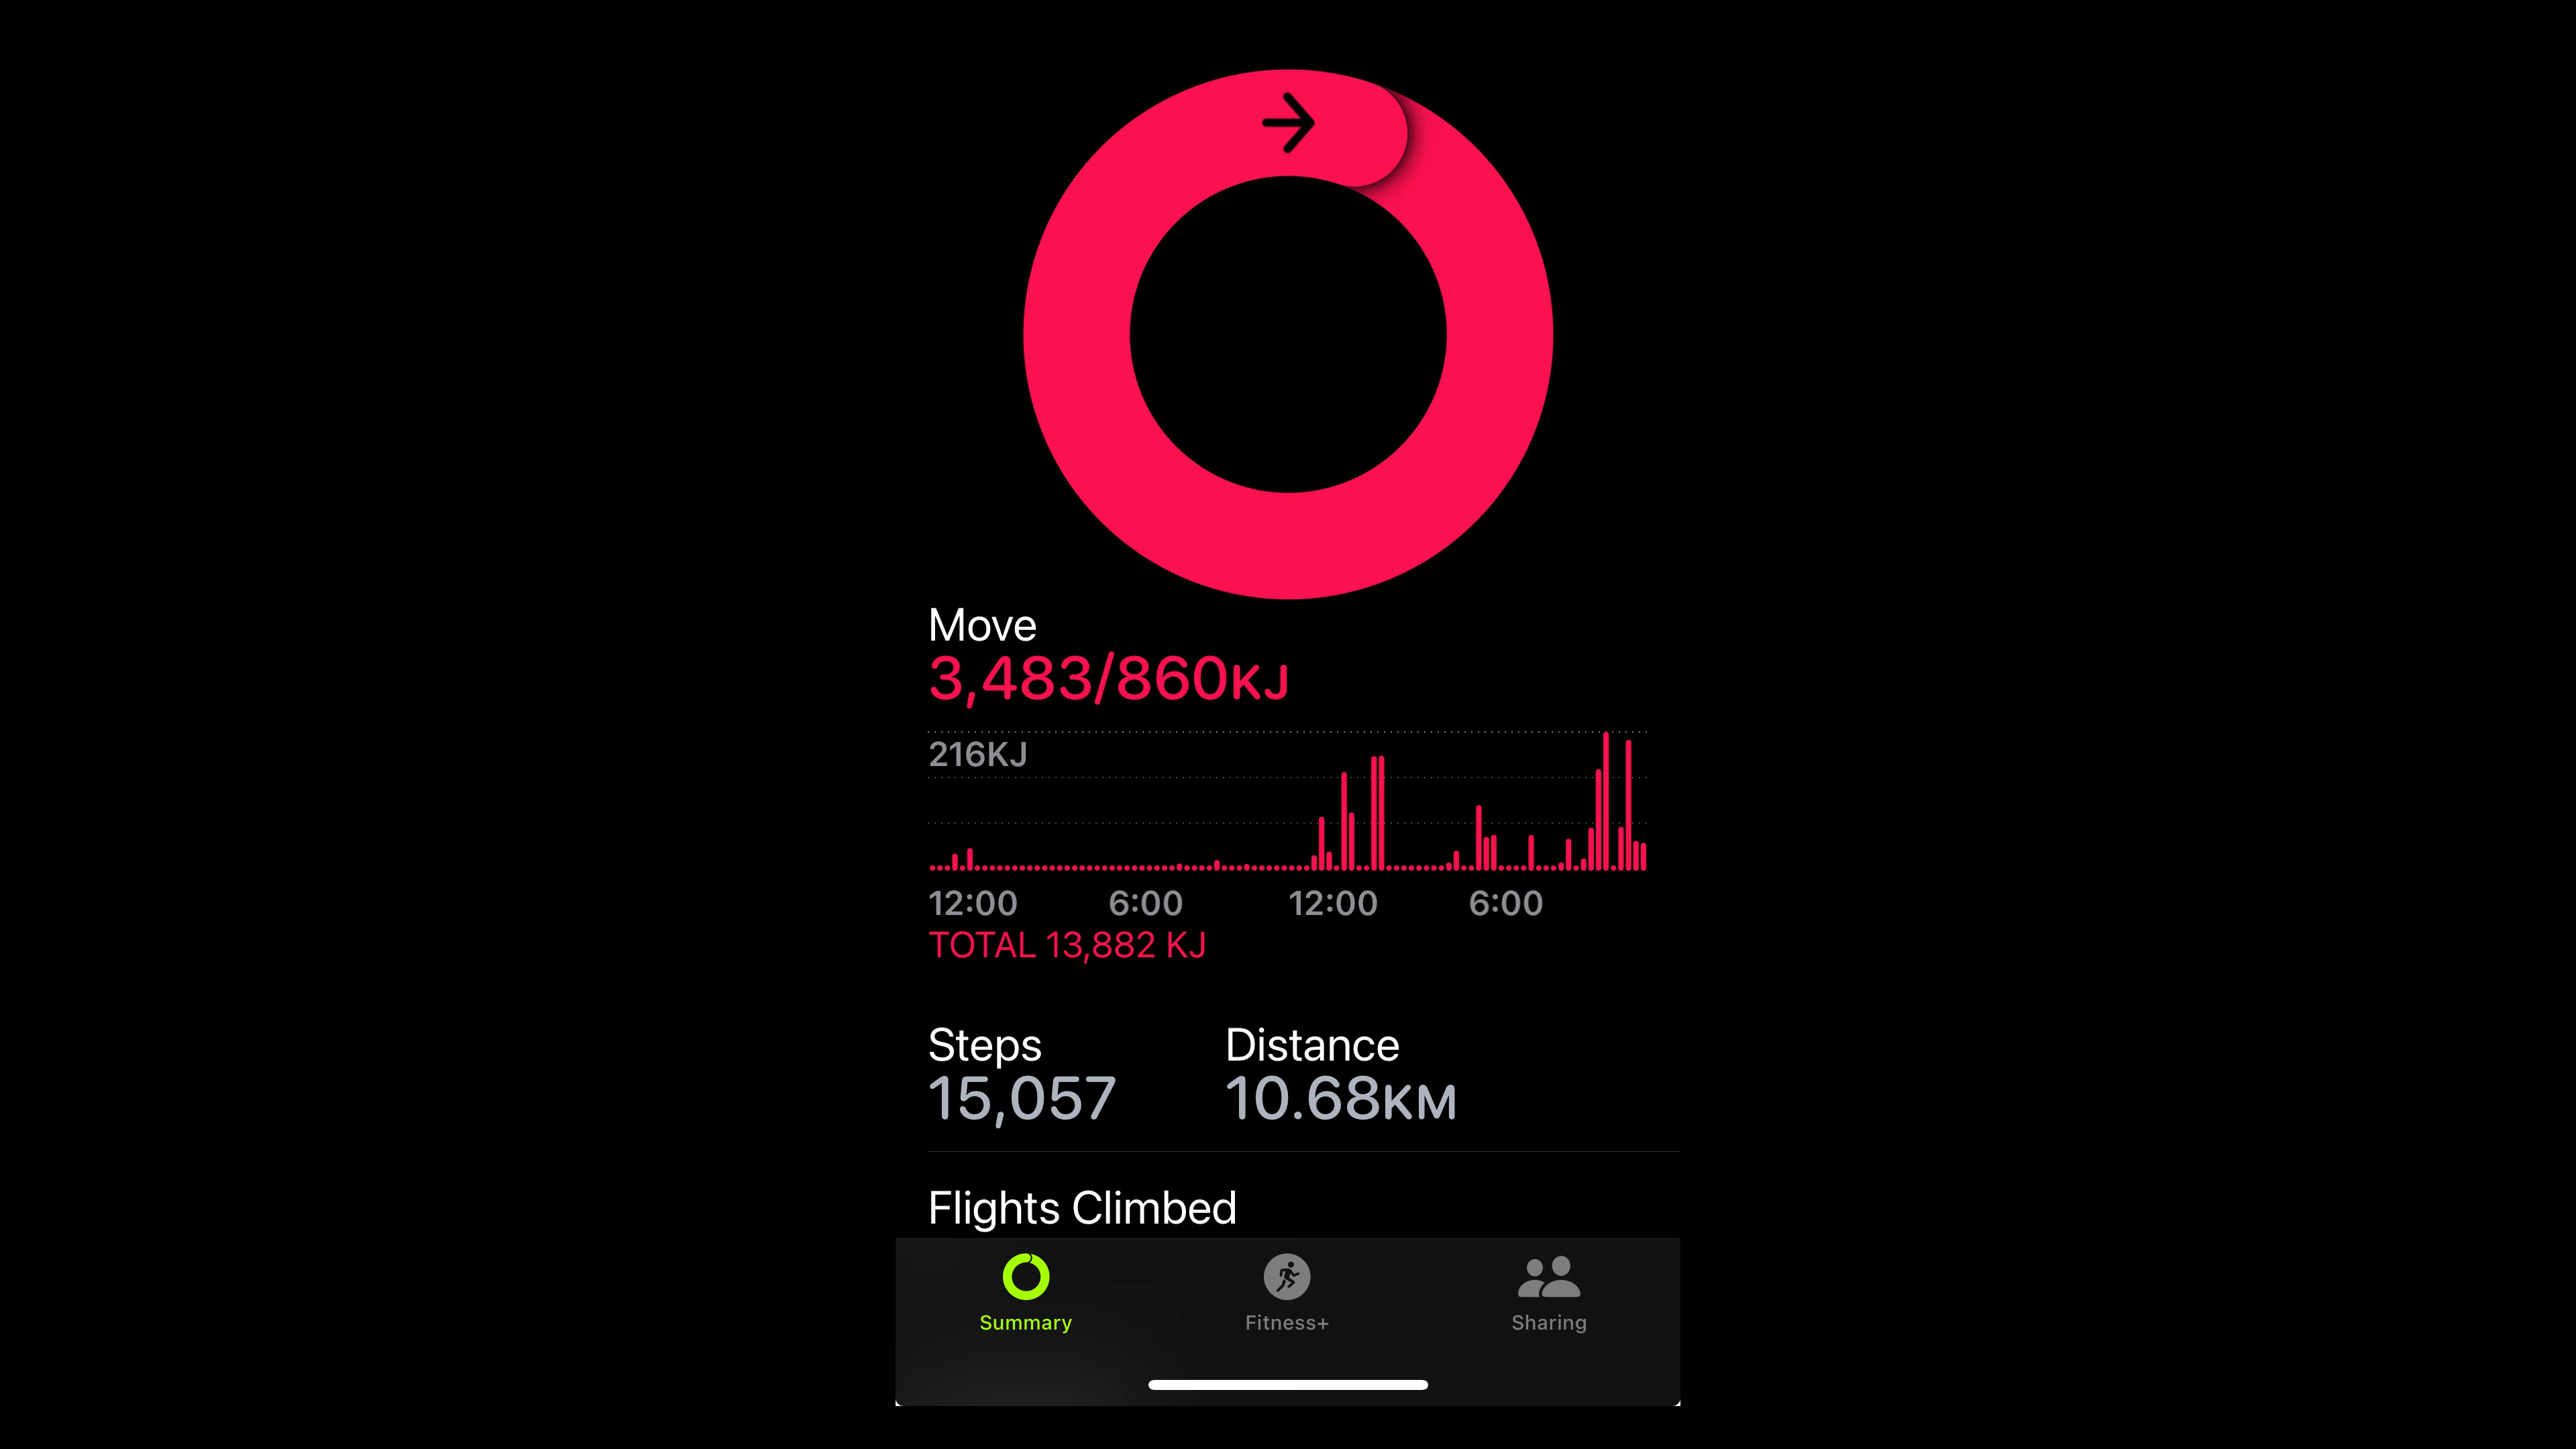 Move
3,483/860KJ
216KJ
12:00 6:00 12:00 6:00
TOTAL 13,882 KJ
Steps Distance
15,057 10.68KM
Flights Climbed
Summary Fitness+ Sharing